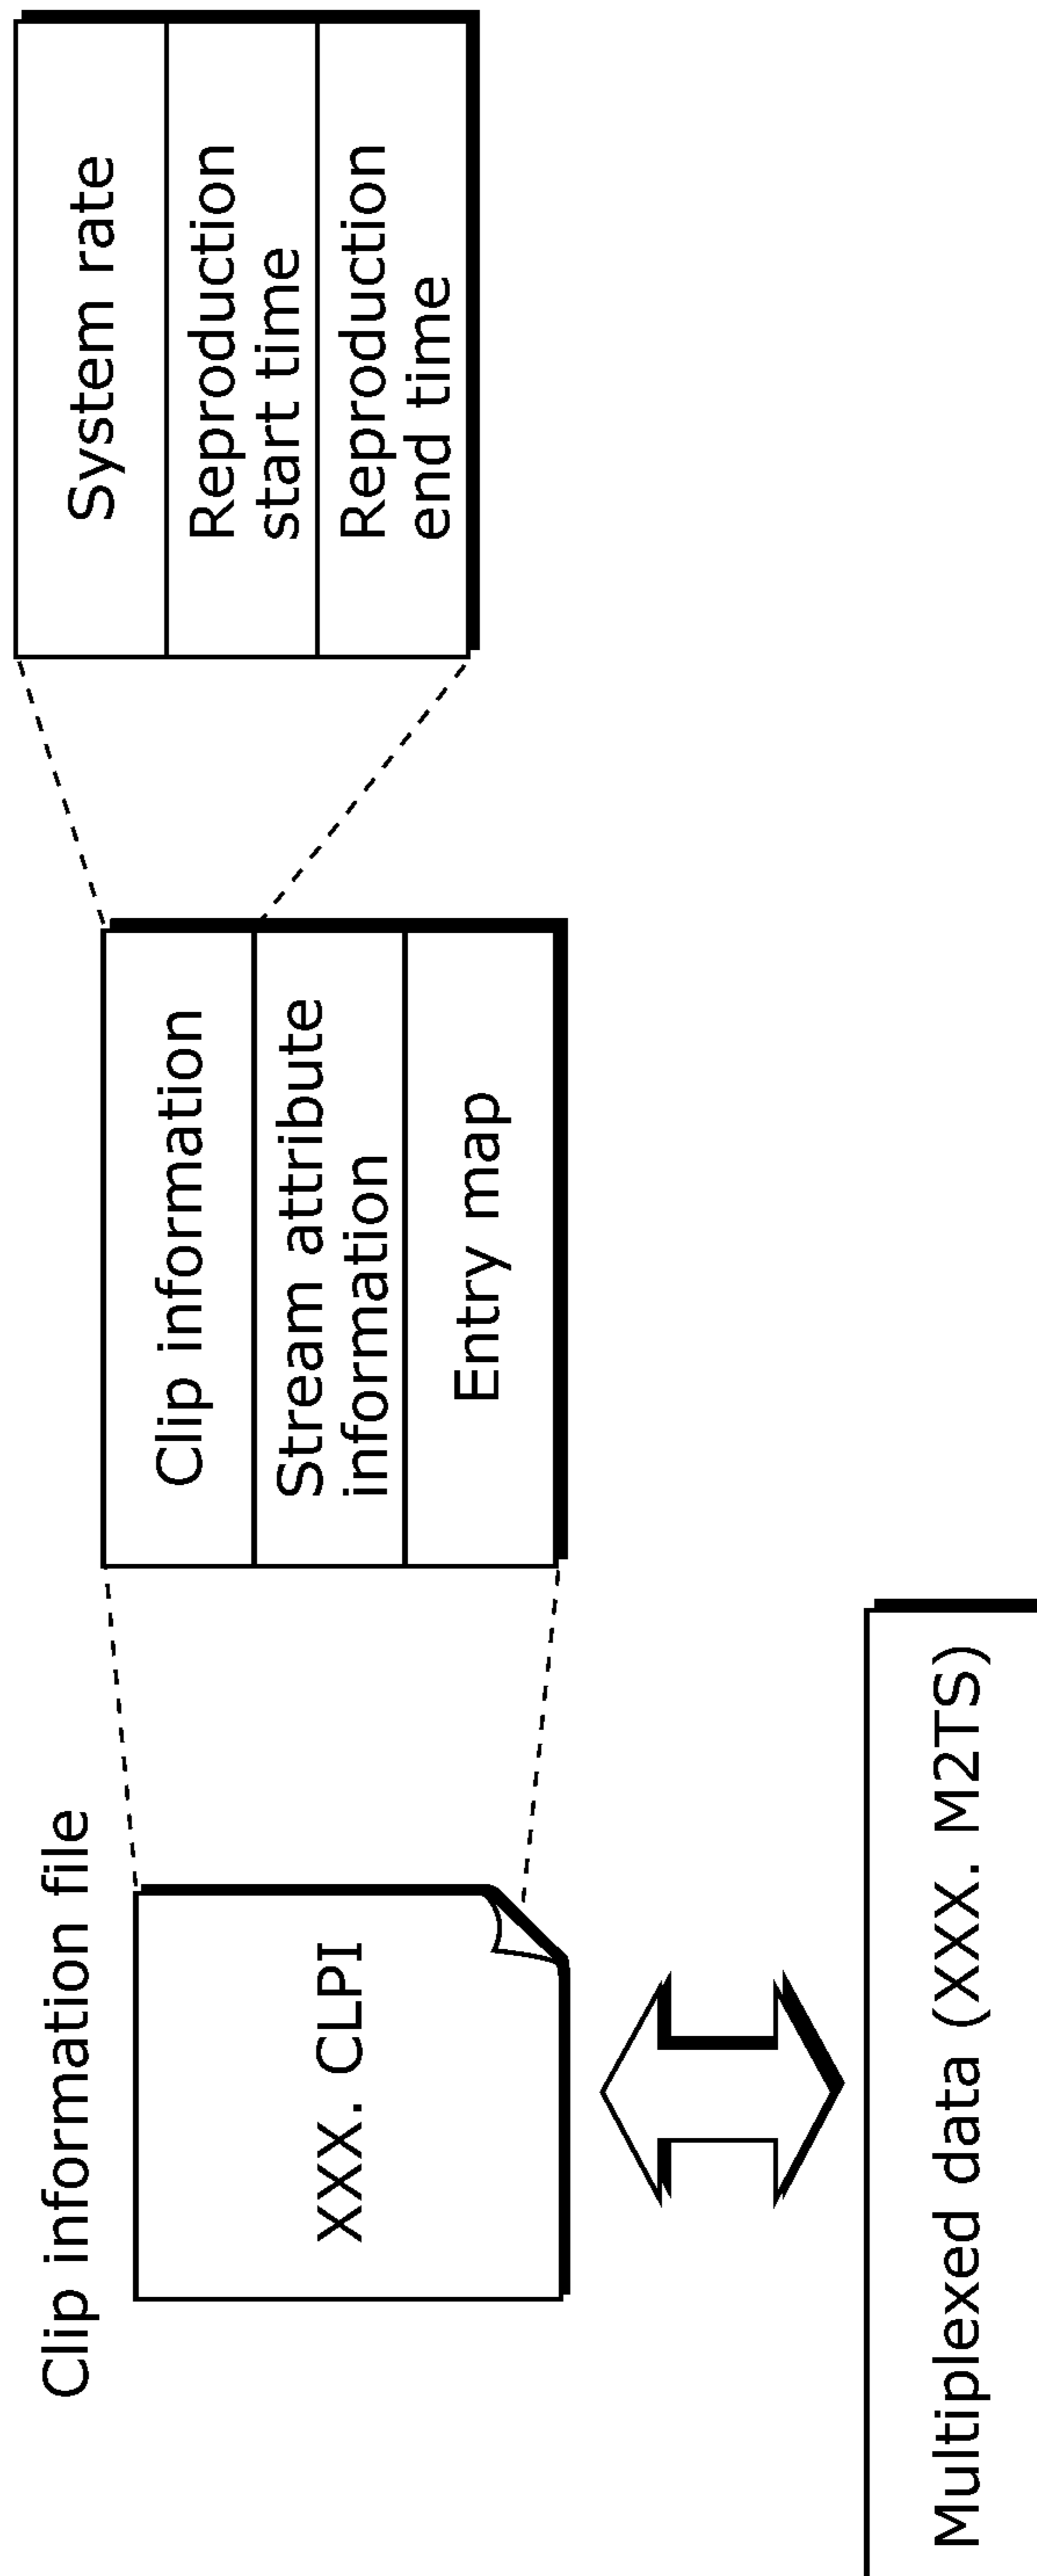 Clip information file
XXX. CLPI
Clip information
Stream attribute
information
Entry map
System rate
Reproduction
start time
Reproduction
end time
Multiplexed data (XXX. M2TS)